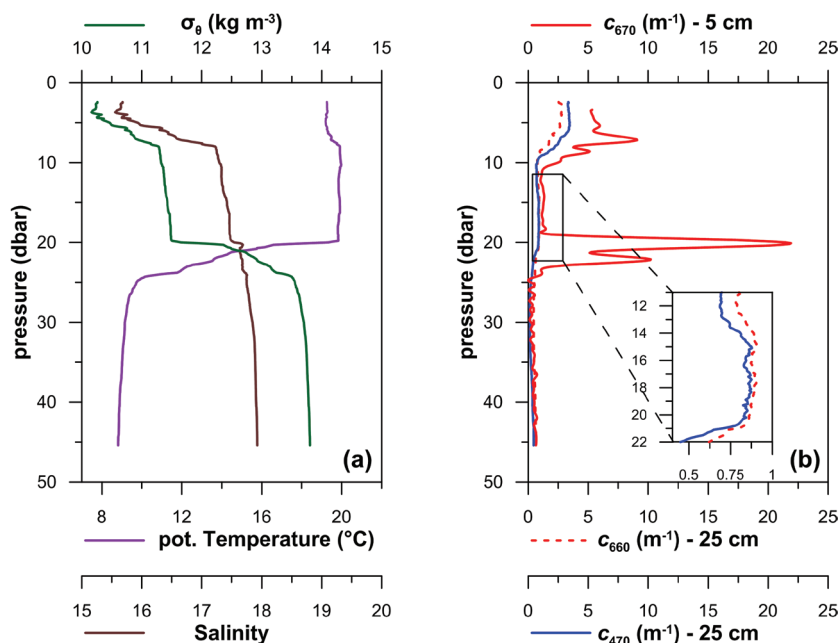 σθ (kg m⁻³)
10 11 12 13 14 15
0
10
20
30
40
50
pressure (dbar)
(a)
8 12 16 20
pot. Temperature (°C)
15 16 17 18 19 20
Salinity
c670 (m⁻¹) - 5 cm
0 5 10 15 20 25
0
10
20
30
40
50
pressure (dbar)
12
14
16
18
20
22
0.5 0.75 1
(b)
0 5 10 15 20 25
c660 (m⁻¹) - 25 cm
0 5 10 15 20 25
c470 (m⁻¹) - 25 cm